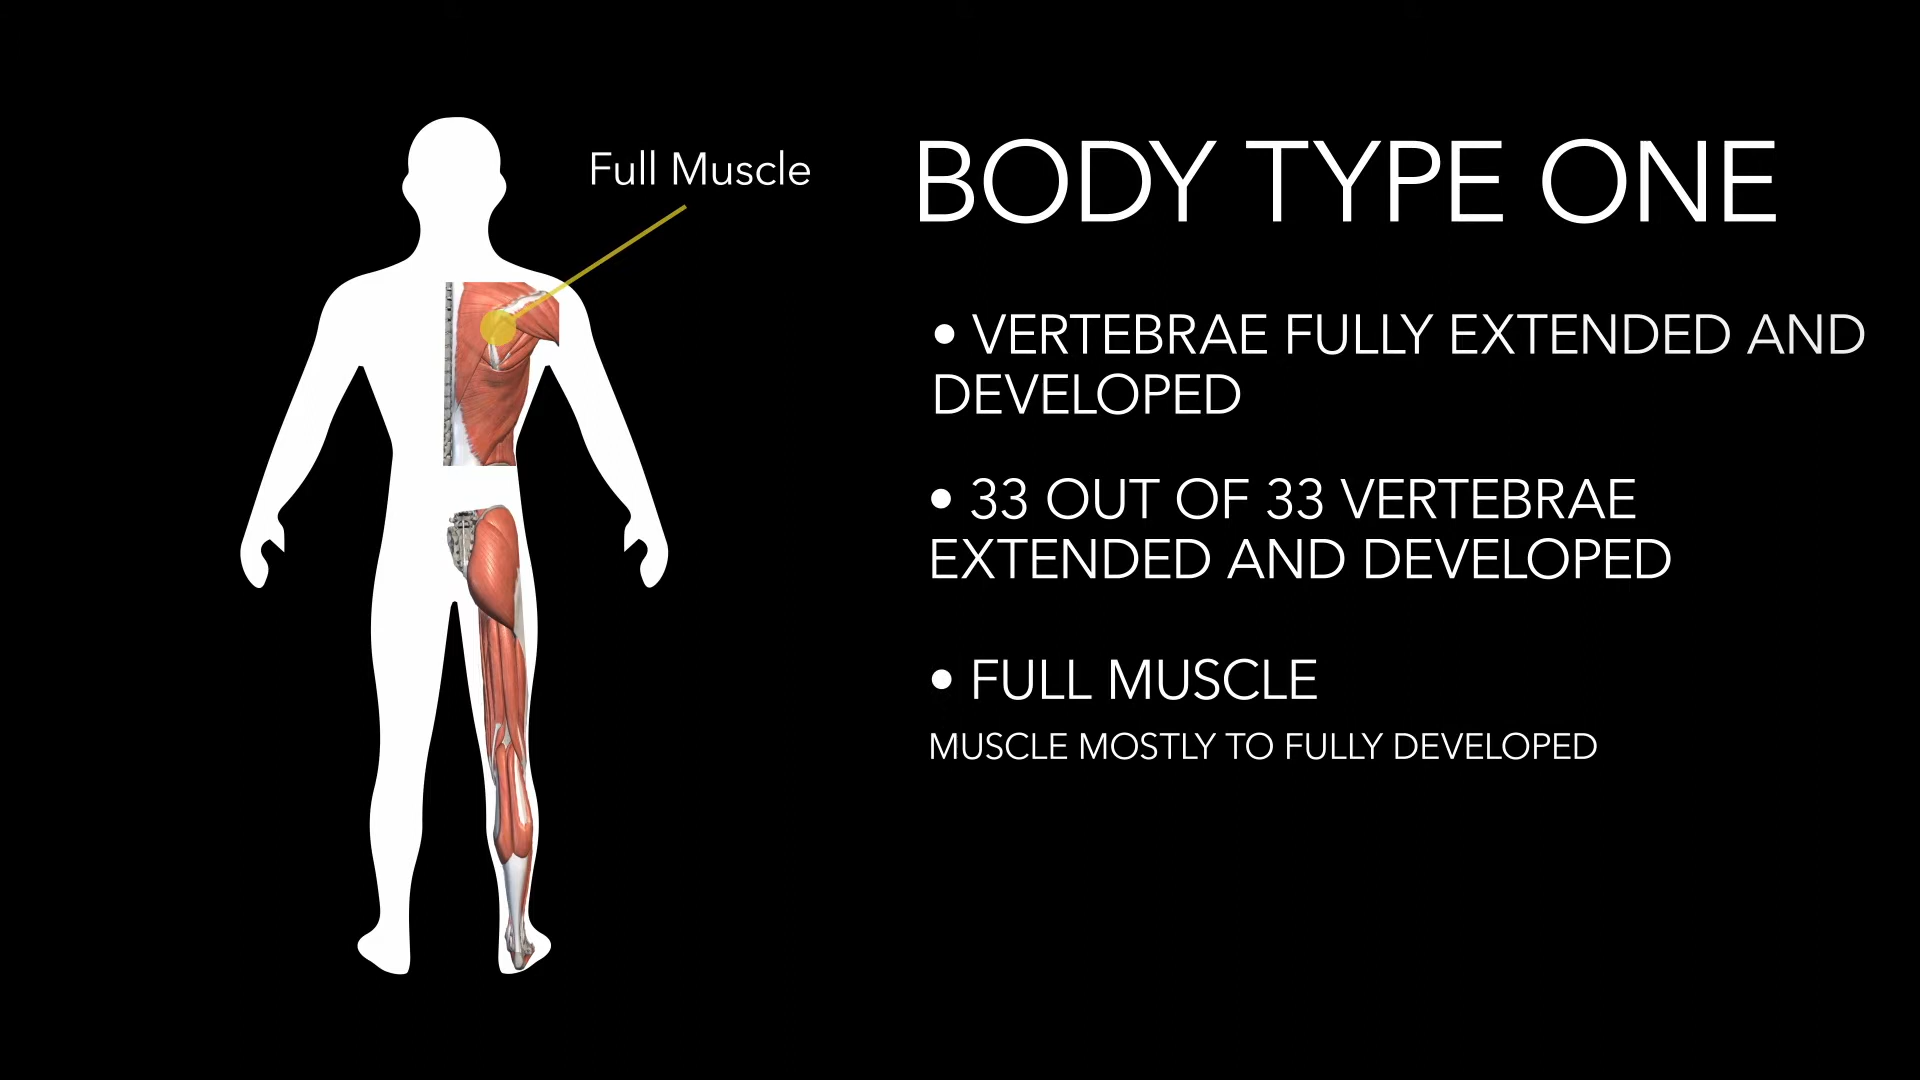 Full Muscle
BODY TYPE ONE
• VERTEBRAE FULLY EXTENDED AND
DEVELOPED
• 33 OUT OF 33 VERTEBRAE
EXTENDED AND DEVELOPED
• FULL MUSCLE
MUSCLE MOSTLY TO FULLY DEVELOPED